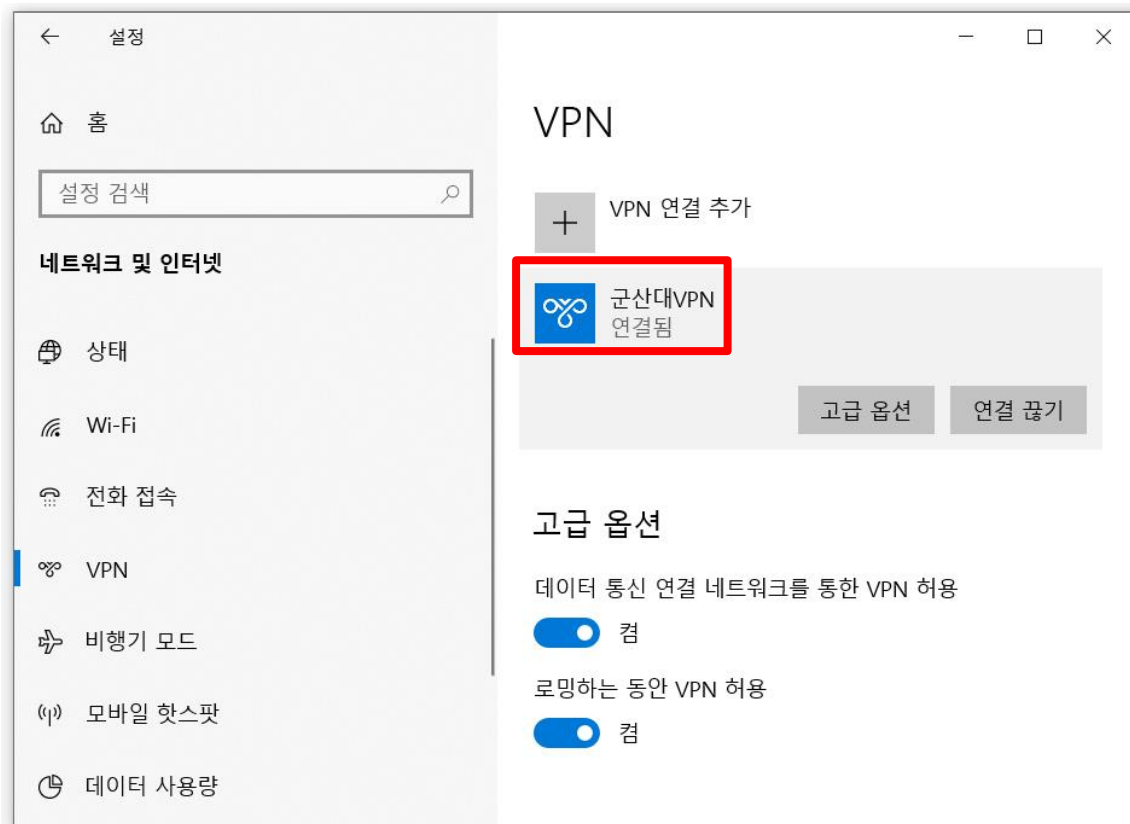 설정
홈
설정 검색
네트워크 및 인터넷
상태
Wi-Fi
전화 접속
VPN
비행기 모드
모바일 핫스팟
데이터 사용량
VPN
VPN 연결 추가
군산대VPN
연결됨
고급 옵션 연결 끊기
고급 옵션
데이터 통신 연결 네트워크를 통한 VPN 허용
켬
로밍하는 동안 VPN 허용
켬